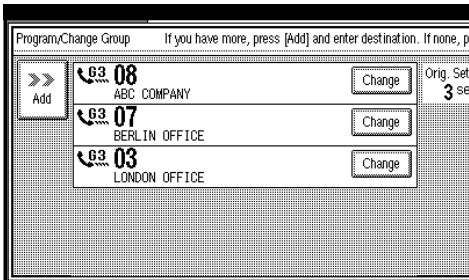 Program/Change Group If you have more, press [Add] and enter destination. If none, p
>> Add
G3 08 Change
ABC COMPANY
G3 07 Change
BERLIN OFFICE
G3 03 Change
LONDON OFFICE
Orig. Set
3 se